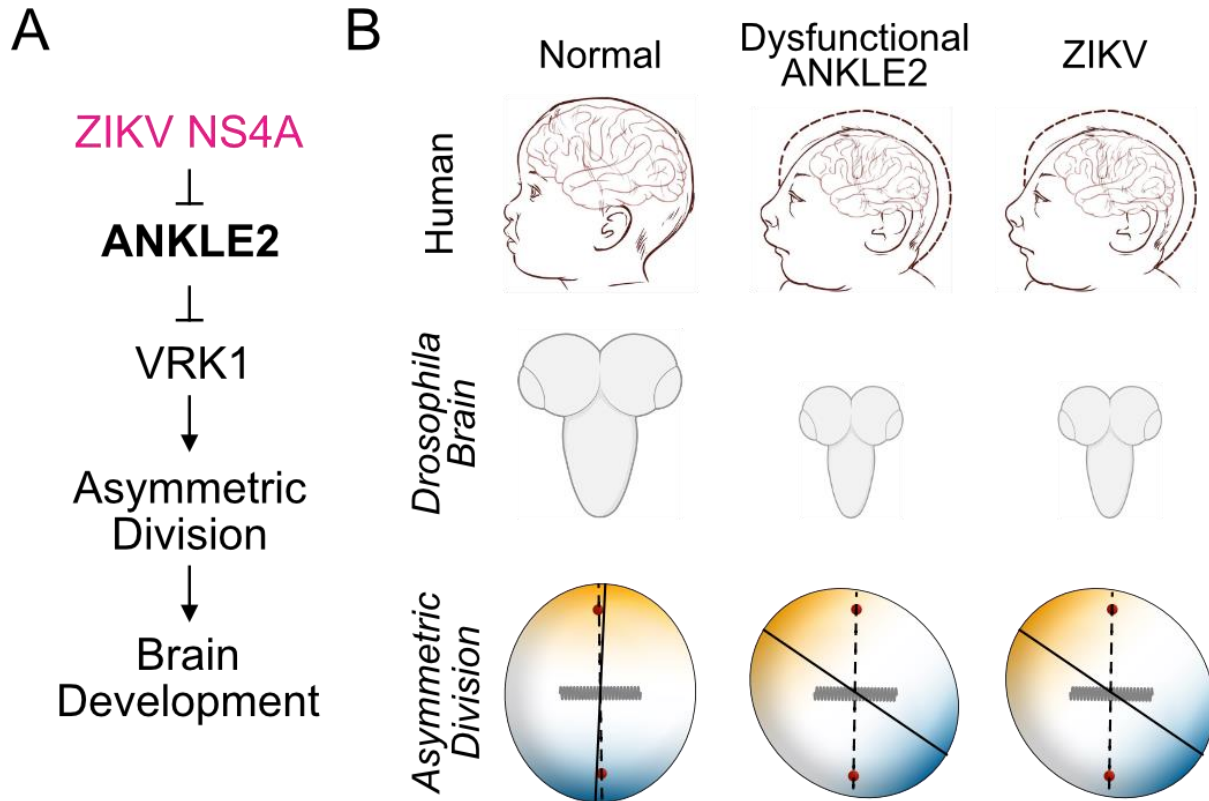 A
ZIKV NS4A
ANKLE2
VRK1
Asymmetric
Division
Brain
Development
B
Normal
Dysfunctional
ANKLE2
ZIKV
Human
Drosophila
Brain
Asymmetric
Division